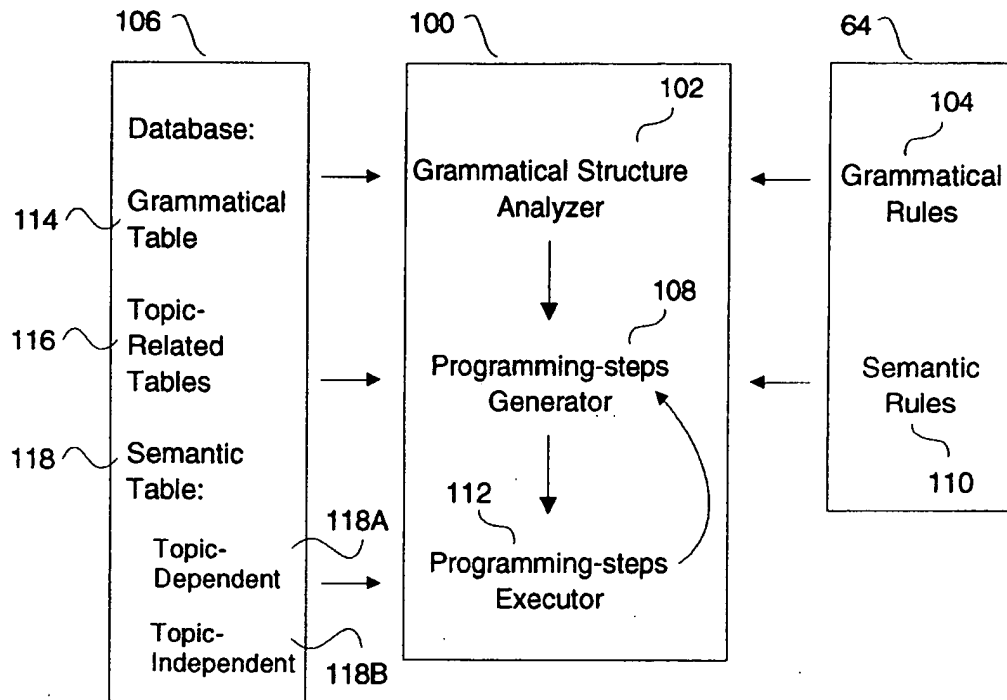 106
100
64
Database:
114
Grammatical
Table
116
Topic-
Related
Tables
118
Semantic
Table:
118A
Topic-
Dependent
Topic-
Independent
118B
102
Grammatical Structure
Analyzer
108
Programming-steps
Generator
112
Programming-steps
Executor
104
Grammatical
Rules
Semantic
Rules
110